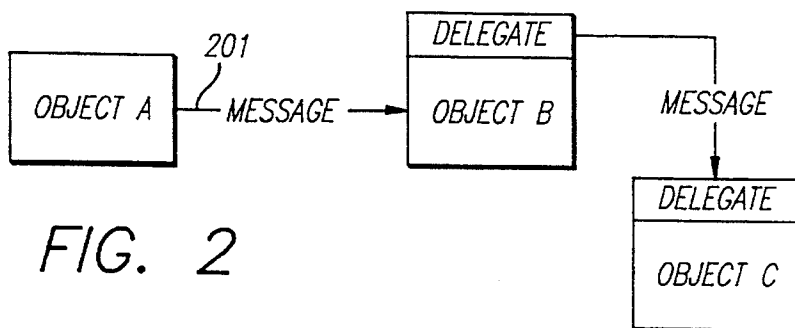 201
DELEGATE
OBJECT A
MESSAGE
OBJECT B
MESSAGE
DELEGATE
OBJECT C
FIG. 2